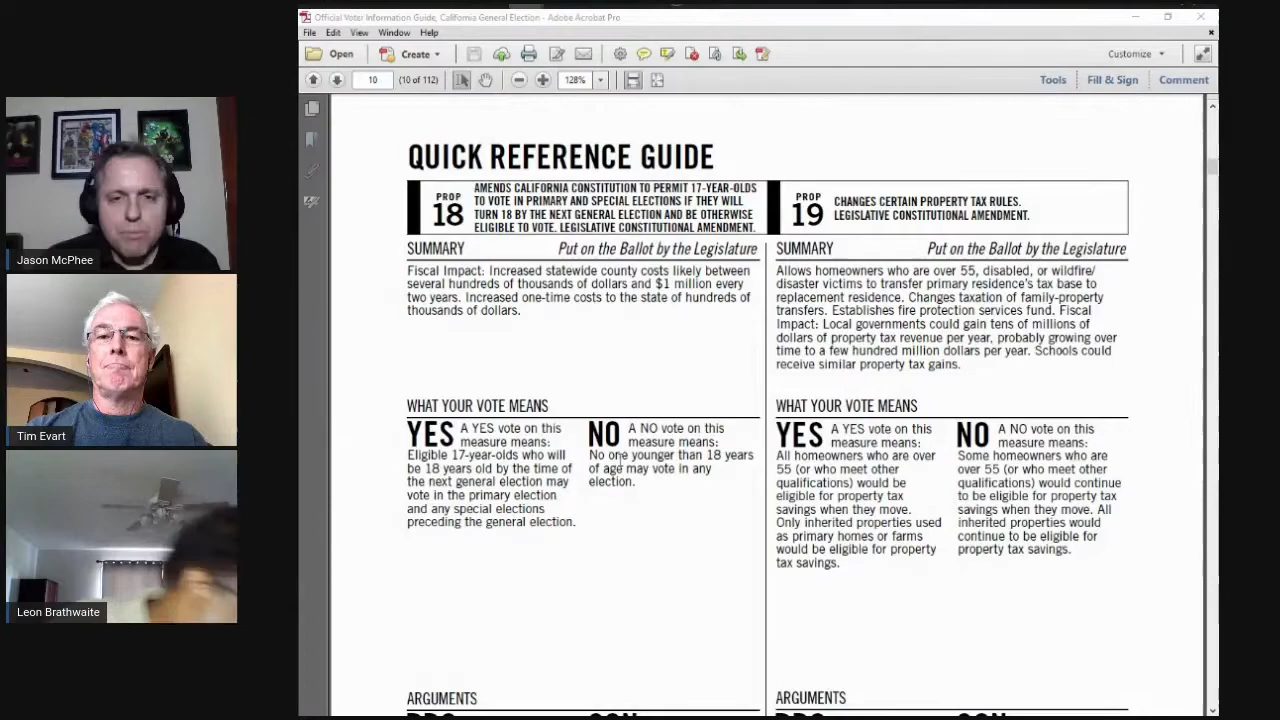 Official Voter Information Guide, California General Election - Adobe Acrobat Pro
File Edit View Window Help
Open Create Customize
10 (10 of 112) 128% Tools Fill & Sign Comment
Jason McPhee
Tim Evart
Leon Brathwaite
QUICK REFERENCE GUIDE
PROP
18
AMENDS CALIFORNIA CONSTITUTION TO PERMIT 17-YEAR-OLDS
TO VOTE IN PRIMARY AND SPECIAL ELECTIONS IF THEY WILL
TURN 18 BY THE NEXT GENERAL ELECTION AND BE OTHERWISE
ELIGIBLE TO VOTE. LEGISLATIVE CONSTITUTIONAL AMENDMENT.
SUMMARY Put on the Ballot by the Legislature
Fiscal Impact: Increased statewide county costs likely between
several hundreds of thousands of dollars and $1 million every
two years. Increased one-time costs to the state of hundreds of
thousands of dollars.
WHAT YOUR VOTE MEANS
YES A YES vote on this
measure means:
Eligible 17-year-olds who will
be 18 years old by the time of
the next general election may
vote in the primary election
and any special elections
preceding the general election.
NO A NO vote on this
measure means:
No one younger than 18 years
of age may vote in any
election.
ARGUMENTS
PRO CON
PROP
19
CHANGES CERTAIN PROPERTY TAX RULES.
LEGISLATIVE CONSTITUTIONAL AMENDMENT.
SUMMARY Put on the Ballot by the Legislature
Allows homeowners who are over 55, disabled, or wildfire/
disaster victims to transfer primary residence's tax base to
replacement residence. Changes taxation of family-property
transfers. Establishes fire protection services fund. Fiscal
Impact: Local governments could gain tens of millions of
dollars of property tax revenue per year, probably growing over
time to a few hundred million dollars per year. Schools could
receive similar property tax gains.
WHAT YOUR VOTE MEANS
YES A YES vote on this
measure means:
All homeowners who are over
55 (or who meet other
qualifications) would be
eligible for property tax
savings when they move.
Only inherited properties used
as primary homes or farms
would be eligible for property
tax savings.
NO A NO vote on this
measure means:
Some homeowners who are
over 55 (or who meet other
qualifications) would continue
to be eligible for property tax
savings when they move. All
inherited properties would
continue to be eligible for
property tax savings.
ARGUMENTS
PRO CON